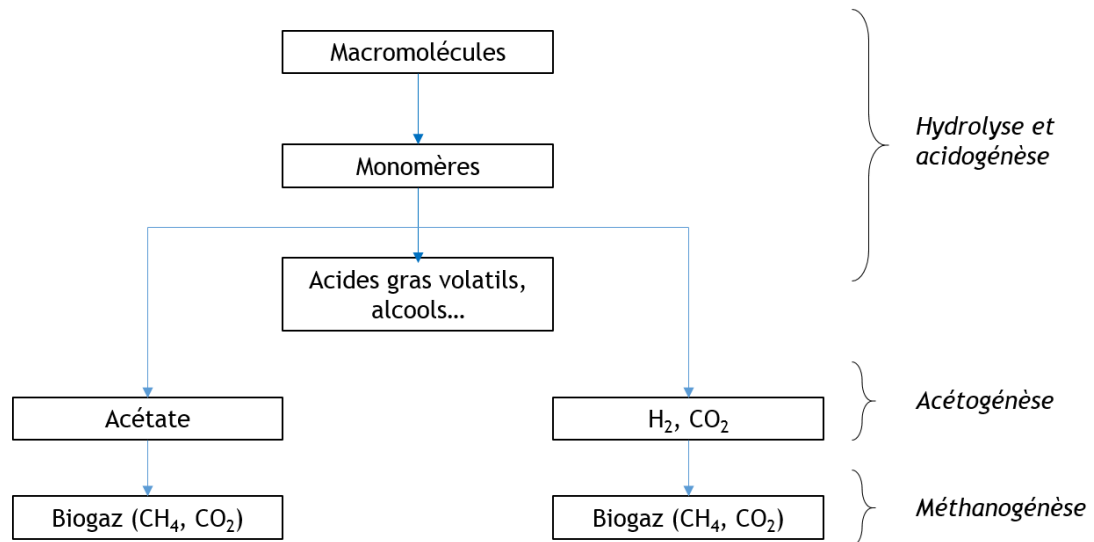 Macromolécules
Hydrolyse et
acidogénèse
Monomères
Acides gras volatils,
alcools…
Acétate
H₂, CO₂
Acétogénèse
Biogaz (CH₄, CO₂)
Biogaz (CH₄, CO₂)
Méthanogénèse